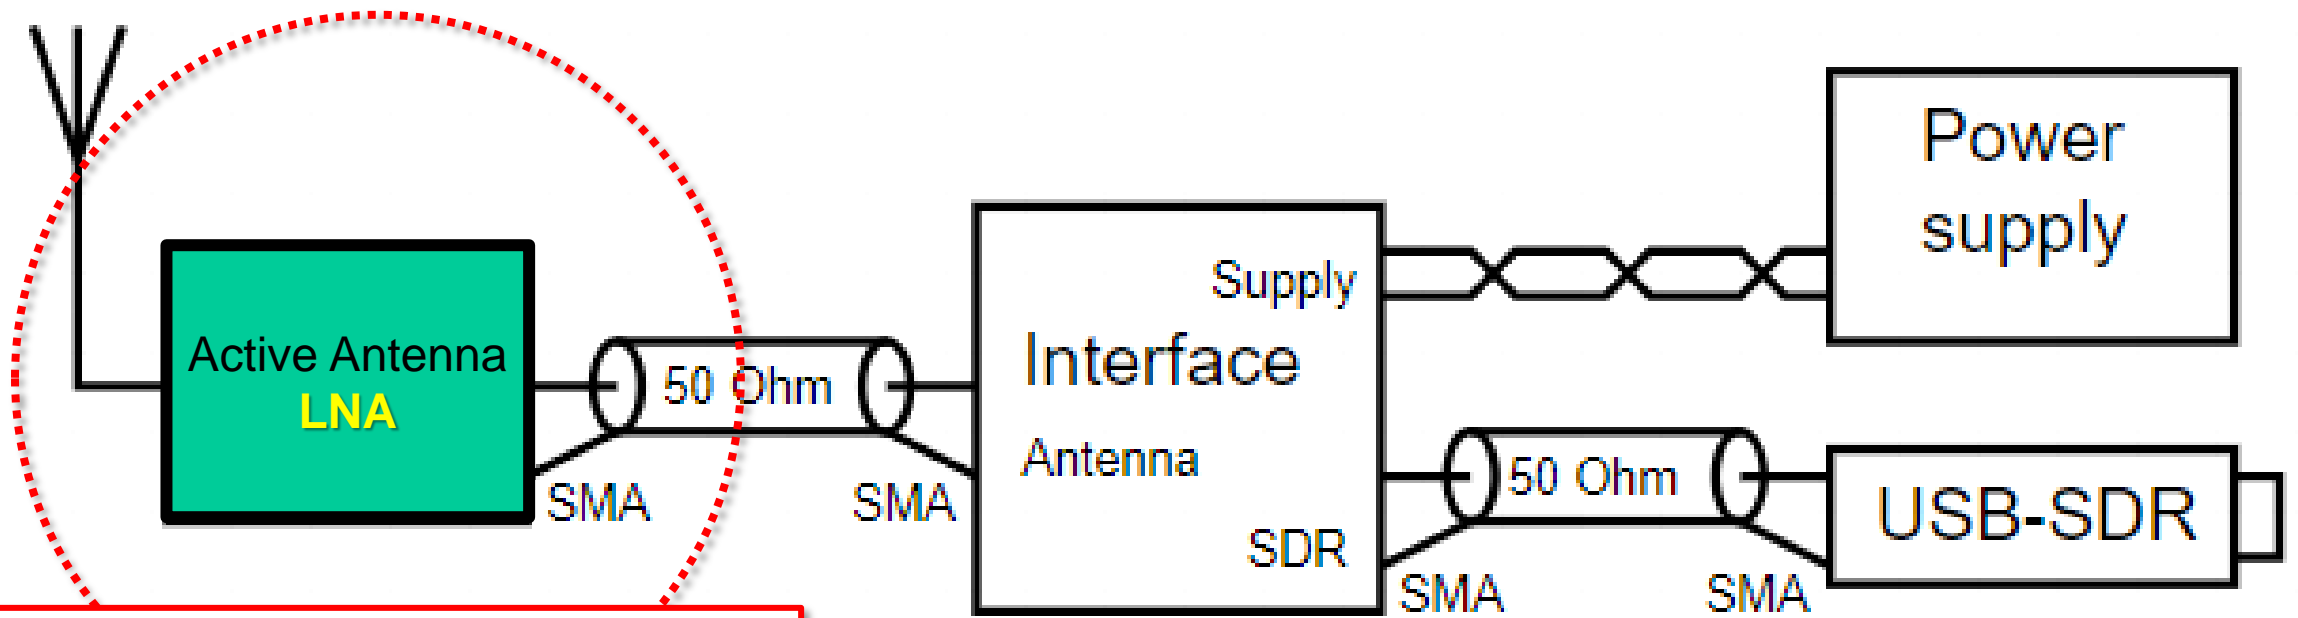 Active Antenna
LNA
SMA
50 Ohm
SMA
Supply
Interface
Antenna
SDR
Power
supply
50 Ohm
SMA
SMA
USB-SDR